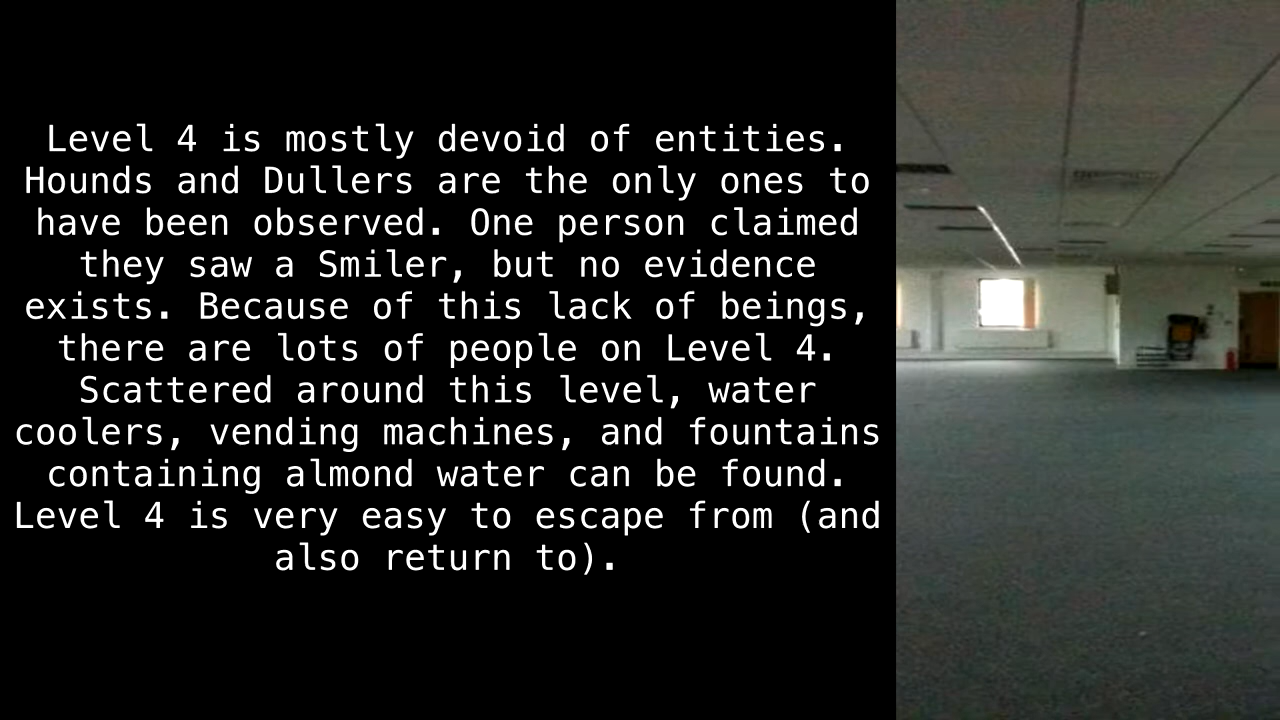 Level 4 is mostly devoid of entities.
Hounds and Dullers are the only ones to
have been observed. One person claimed
they saw a Smiler, but no evidence
exists. Because of this lack of beings,
there are lots of people on Level 4.
Scattered around this level, water
coolers, vending machines, and fountains
containing almond water can be found.
Level 4 is very easy to escape from (and
also return to).